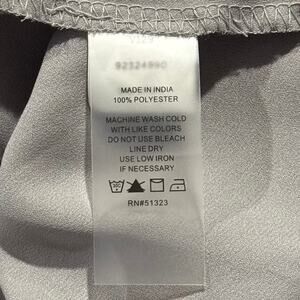 MADE IN INDIA
100% POLYESTER
MACHINE WASH COLD
WITH LIKE COLORS
DO NOT USE BLEACH
LINE DRY
USE LOW IRON
IF NECESSARY
RN#51323